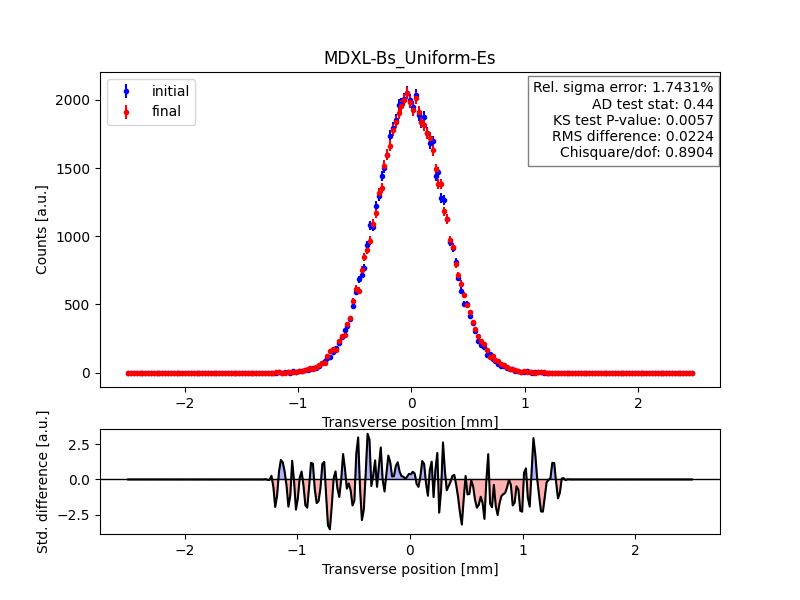 MDXL-Bs_Uniform-Es
initial
final
Rel. sigma error: 1.7431%
AD test stat: 0.44
KS test P-value: 0.0057
RMS difference: 0.0224
Chisquare/dof: 0.8904
Counts [a.u.]
2000
1500
1000
500
0
−2 −1 0 1 2
Transverse position [mm]
Std. difference [a.u.]
2.5
0.0
−2.5
−2 −1 0 1 2
Transverse position [mm]